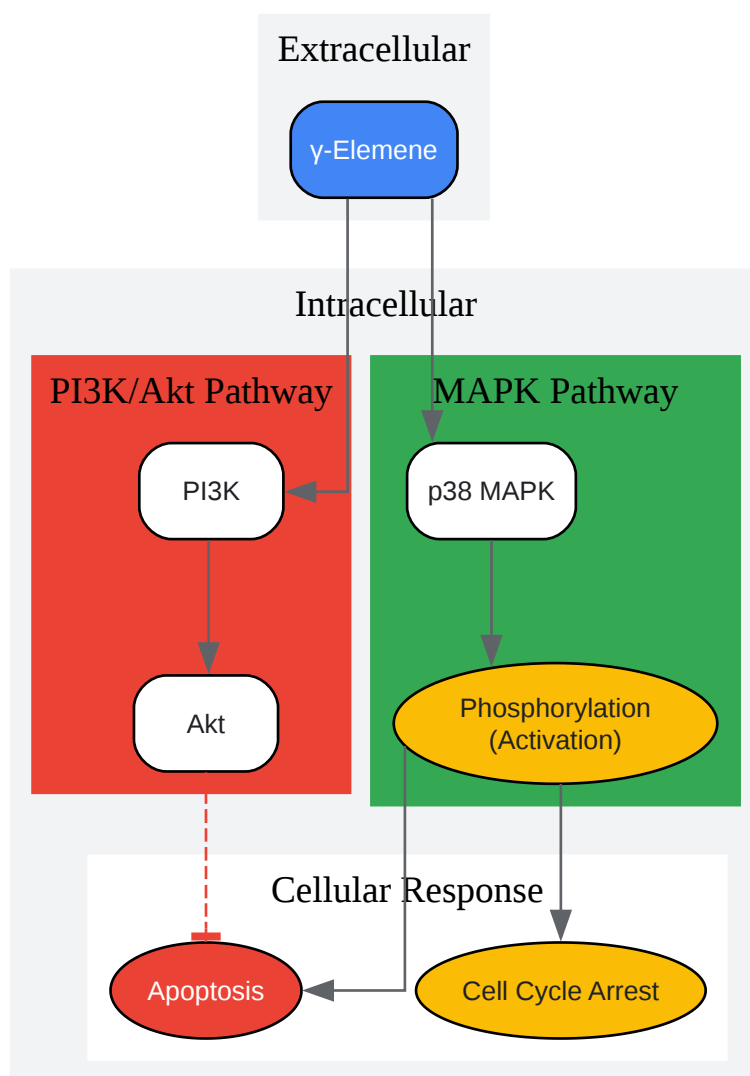 Extracellular
γ-Elemene
Intracellular
PI3K/Akt Pathway
MAPK Pathway
PI3K
p38 MAPK
Akt
Phosphorylation
(Activation)
Cellular Response
Apoptosis
Cell Cycle Arrest